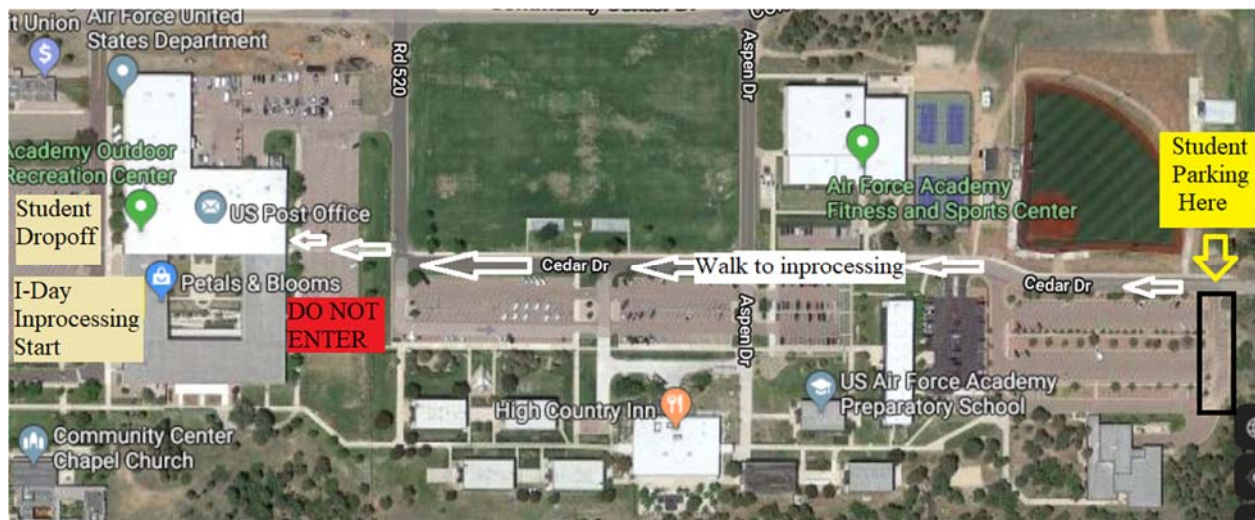 it Union
Air Force United
States Department
Rd 520
Aspen Dr
Academy Outdoor
Recreation Center
US Post Office
Student
Dropoff
Petals & Blooms
I-Day
Inprocessing
Start
DO NOT
ENTER
Cedar Dr
Walk to inprocessing
Cedar Dr
Air Force Academy
Fitness and Sports Center
Student
Parking
Here
Aspen Dr
High Country Inn
US Air Force Academy
Preparatory School
Community Center
Chapel Church